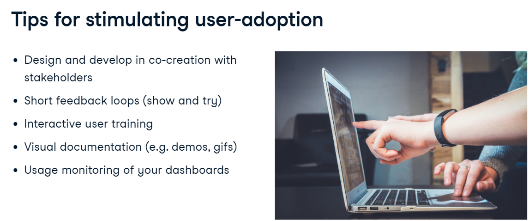 Tips for stimulating user-adoption
• Design and develop in co-creation with
stakeholders
• Short feedback loops (show and try)
• Interactive user training
• Visual documentation (e.g. demos, gifs)
• Usage monitoring of your dashboards